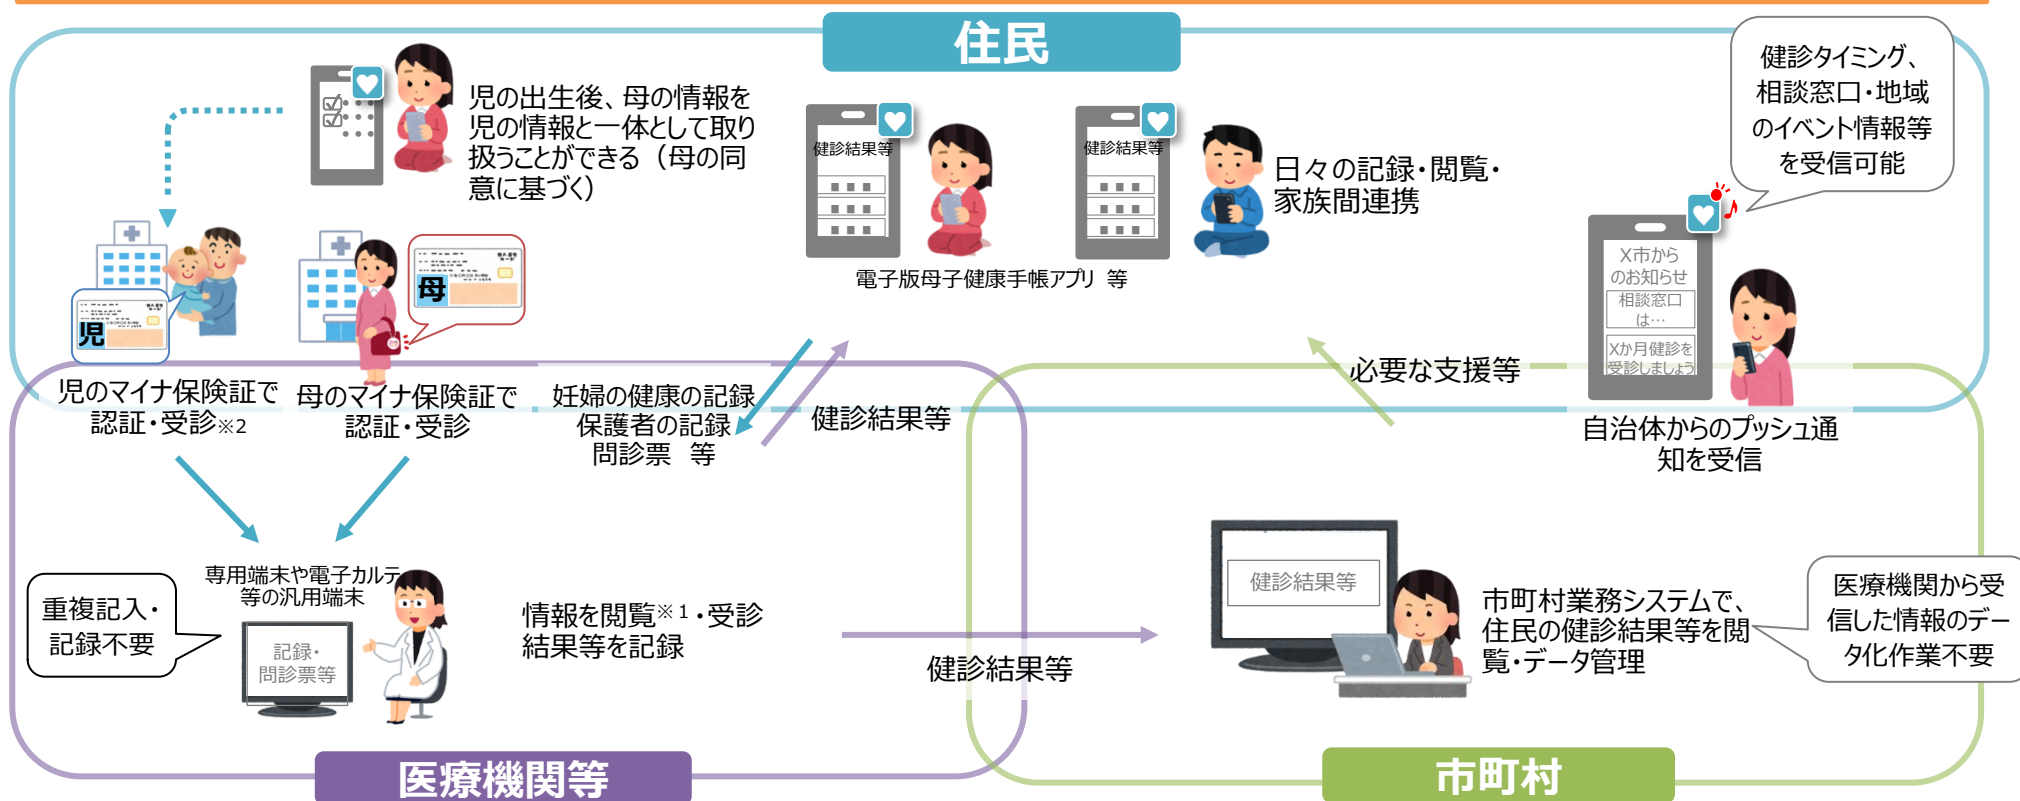 住民
児の出生後、母の情報を
児の情報と一体として取り
扱うことができる（母の同
意に基づく）
健診結果等
健診結果等
日々の記録・閲覧・
家族間連携
電子版母子健康手帳アプリ 等
健診タイミング、
相談窓口・地域
のイベント情報等
を受信可能
X市から
のお知らせ
相談窓口
は…
Xか月健診を
受診しましょう
自治体からのプッシュ通
知を受信
児
母
児のマイナ保険証で
認証・受診※2
母のマイナ保険証で
認証・受診
妊婦の健康の記録
保護者の記録
問診票 等
健診結果等
必要な支援等
重複記入・
記録不要
専用端末や電子カルテ
等の汎用端末
記録・
問診票等
情報を閲覧※1・受診
結果等を記録
健診結果等
健診結果等
市町村業務システムで、
住民の健診結果等を閲
覧・データ管理
医療機関から受
信した情報のデー
タ化作業不要
医療機関等
市町村